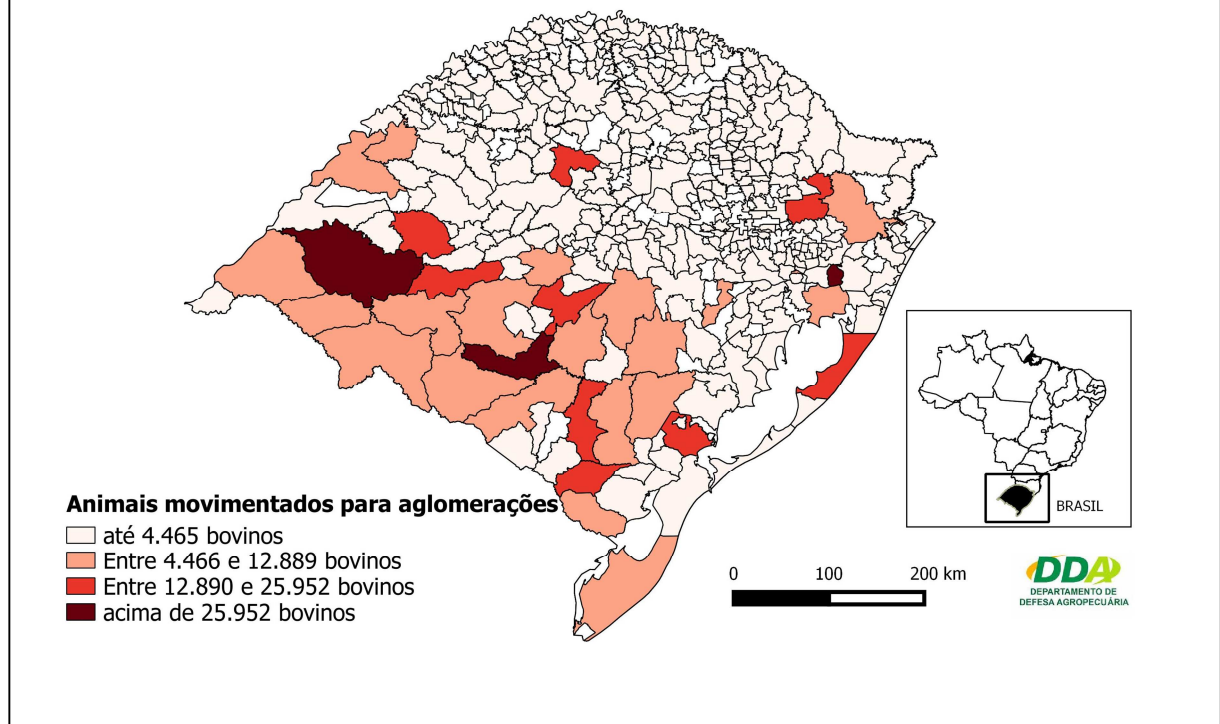 Animais movimentados para aglomerações
até 4.465 bovinos
Entre 4.466 e 12.889 bovinos
Entre 12.890 e 25.952 bovinos
acima de 25.952 bovinos
0 100 200 km
BRASIL
DDA
DEPARTAMENTO DE
DEFESA AGROPECUÁRIA